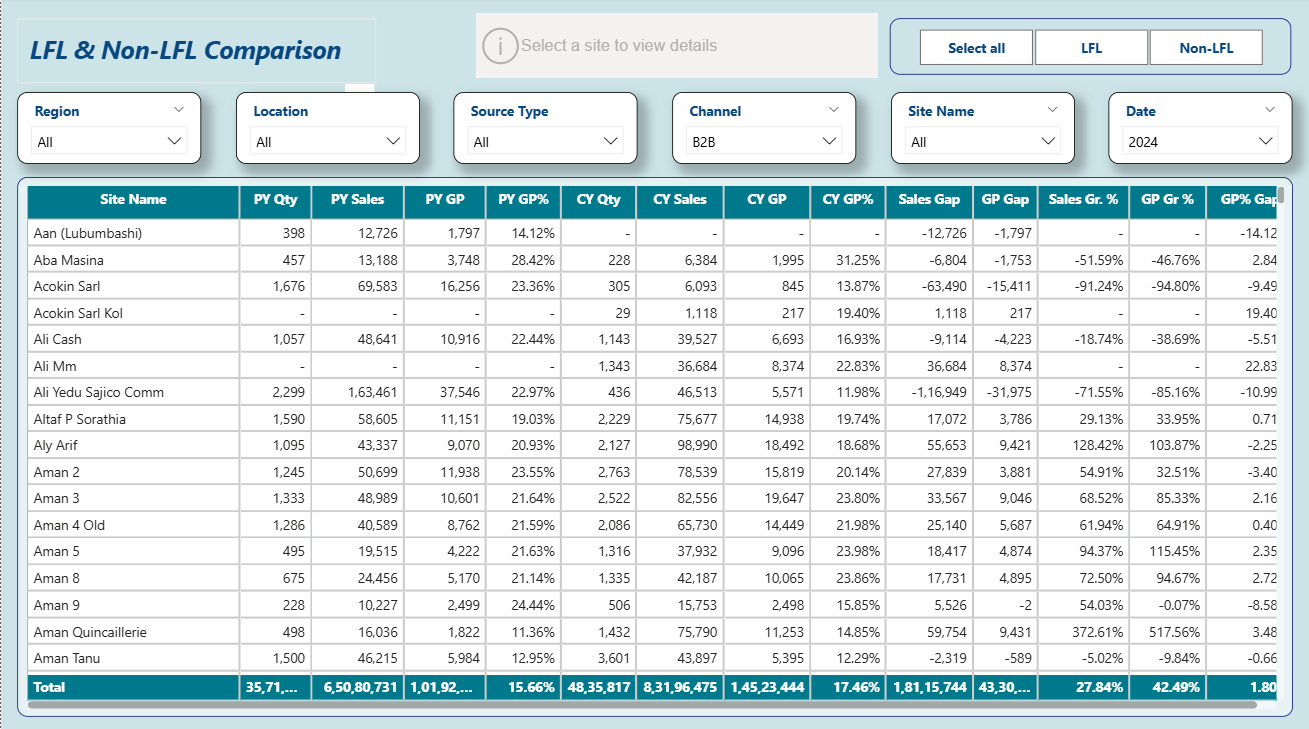 LFL & Non-LFL Comparison
Select a site to view details
Select all LFL Non-LFL
Region Location Source Type Channel Site Name Date
All All All B2B All 2024
Site Name PY Qty PY Sales PY GP PY GP% CY Qty CY Sales CY GP CY GP% Sales Gap GP Gap Sales Gr. % GP Gr % GP% Gap
Aan (Lubumbashi) 398 12,726 1,797 14.12% - - - - -12,726 -1,797 - - -14.12
Aba Masina 457 13,188 3,748 28.42% 228 6,384 1,995 31.25% -6,804 -1,753 -51.59% -46.76% 2.84
Acokin Sarl 1,676 69,583 16,256 23.36% 305 6,093 845 13.87% -63,490 -15,411 -91.24% -94.80% -9.49
Acokin Sarl Kol - - - - 29 1,118 217 19.40% 1,118 217 - - 19.40
Ali Cash 1,057 48,641 10,916 22.44% 1,143 39,527 6,693 16.93% -9,114 -4,223 -18.74% -38.69% -5.51
Ali Mm - - - - 1,343 36,684 8,374 22.83% 36,684 8,374 - - 22.83
Ali Yedu Sajico Comm 2,299 1,63,461 37,546 22.97% 436 46,513 5,571 11.98% -1,16,949 -31,975 -71.55% -85.16% -10.99
Altaf P Sorathia 1,590 58,605 11,151 19.03% 2,229 75,677 14,938 19.74% 17,072 3,786 29.13% 33.95% 0.71
Aly Arif 1,095 43,337 9,070 20.93% 2,127 98,990 18,492 18.68% 55,653 9,421 128.42% 103.87% -2.25
Aman 2 1,245 50,699 11,938 23.55% 2,763 78,539 15,819 20.14% 27,839 3,881 54.91% 32.51% -3.40
Aman 3 1,333 48,989 10,601 21.64% 2,522 82,556 19,647 23.80% 33,567 9,046 68.52% 85.33% 2.16
Aman 4 Old 1,286 40,589 8,762 21.59% 2,086 65,730 14,449 21.98% 25,140 5,687 61.94% 64.91% 0.40
Aman 5 495 19,515 4,222 21.63% 1,316 37,932 9,096 23.98% 18,417 4,874 94.37% 115.45% 2.35
Aman 8 675 24,456 5,170 21.14% 1,335 42,187 10,065 23.86% 17,731 4,895 72.50% 94.67% 2.72
Aman 9 228 10,227 2,499 24.44% 506 15,753 2,498 15.85% 5,526 -2 54.03% -0.07% -8.58
Aman Quincaillerie 498 16,036 1,822 11.36% 1,432 75,790 11,253 14.85% 59,754 9,431 372.61% 517.56% 3.48
Aman Tanu 1,500 46,215 5,984 12.95% 3,601 43,897 5,395 12.29% -2,319 -589 -5.02% -9.84% -0.66
Total 35,71,... 6,50,80,731 1,01,92,... 15.66% 48,35,817 8,31,96,475 1,45,23,444 17.46% 1,81,15,744 43,30,... 27.84% 42.49% 1.80